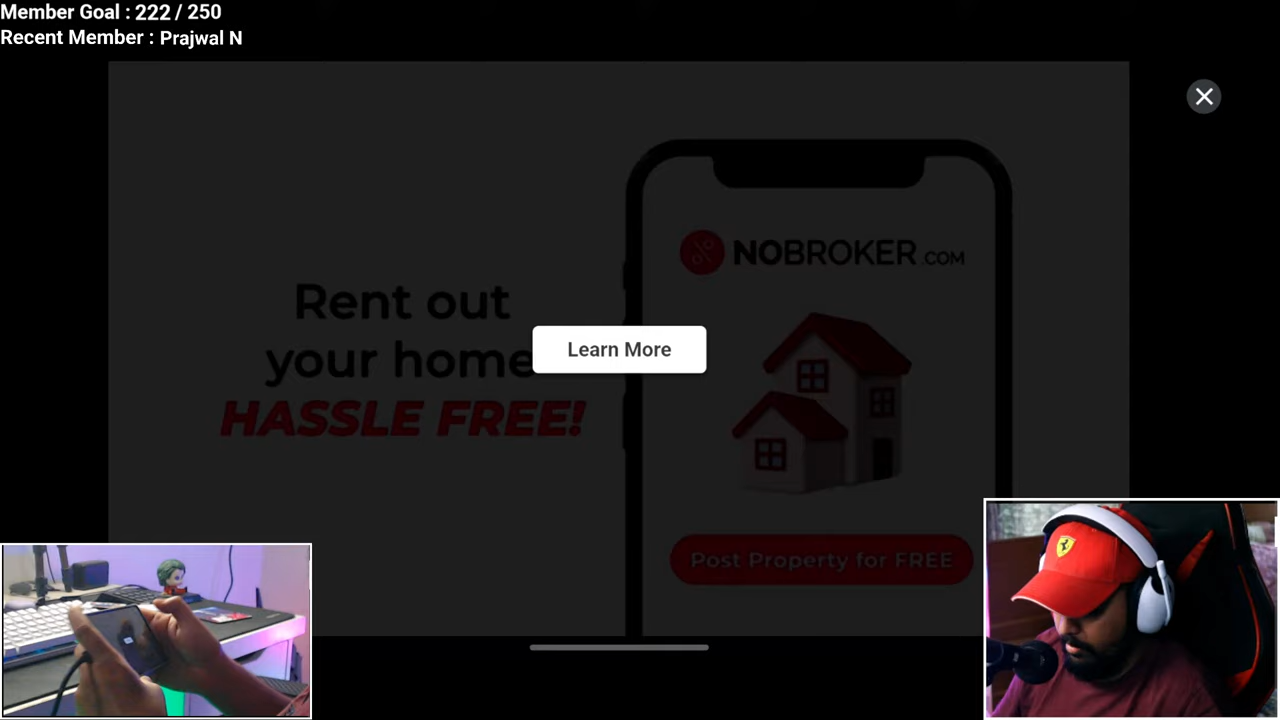 Member Goal : 222 / 250
Recent Member : Prajwal N
NOBROKER.COM
Rent out
your home
HASSLE FREE!
Learn More
Post Property for FREE